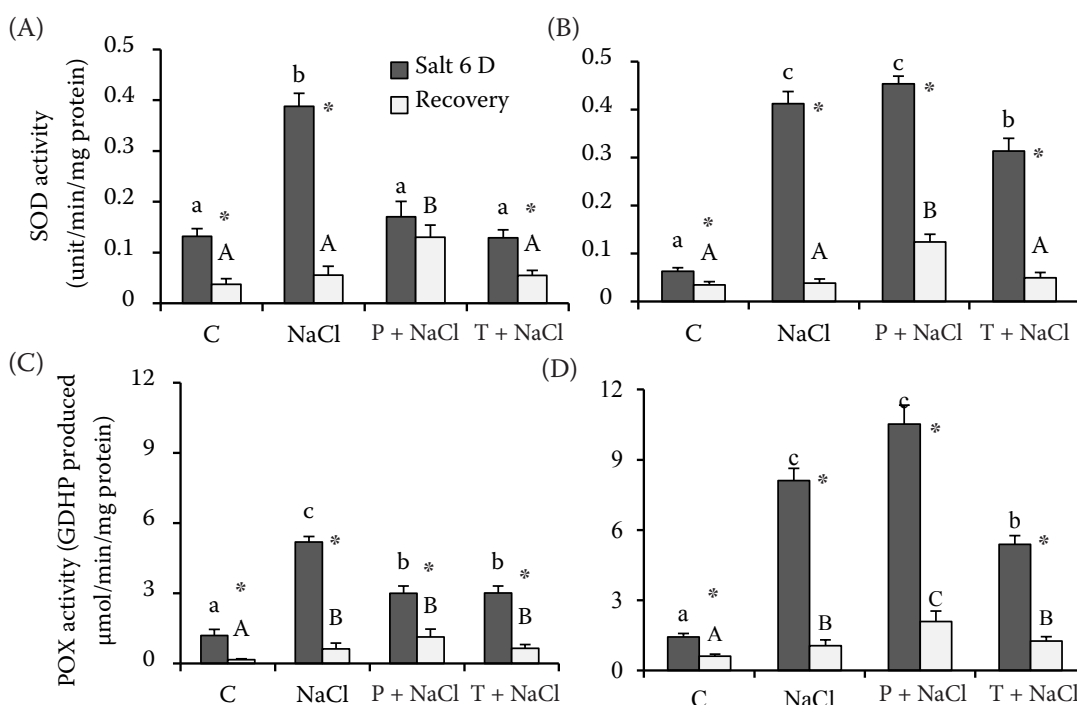 (A)
0.5
0.4
0.3
0.2
0.1
0
SOD activity
(unit/min/mg protein)
Salt 6 D
Recovery
a
*
A
b
*
A
a
B
a
*
A
C
NaCl
P + NaCl
T + NaCl
(B)
0.5
0.4
0.3
0.2
0.1
0
a
*
A
c
*
A
c
*
B
b
*
A
C
NaCl
P + NaCl
T + NaCl
(C)
12
9
6
3
0
POX activity (GDHP produced
μmol/min/mg protein)
a
*
A
c
*
B
b
*
B
b
*
B
C
NaCl
P + NaCl
T + NaCl
(D)
12
9
6
3
0
a
*
A
c
*
B
c
*
C
b
*
B
C
NaCl
P + NaCl
T + NaCl